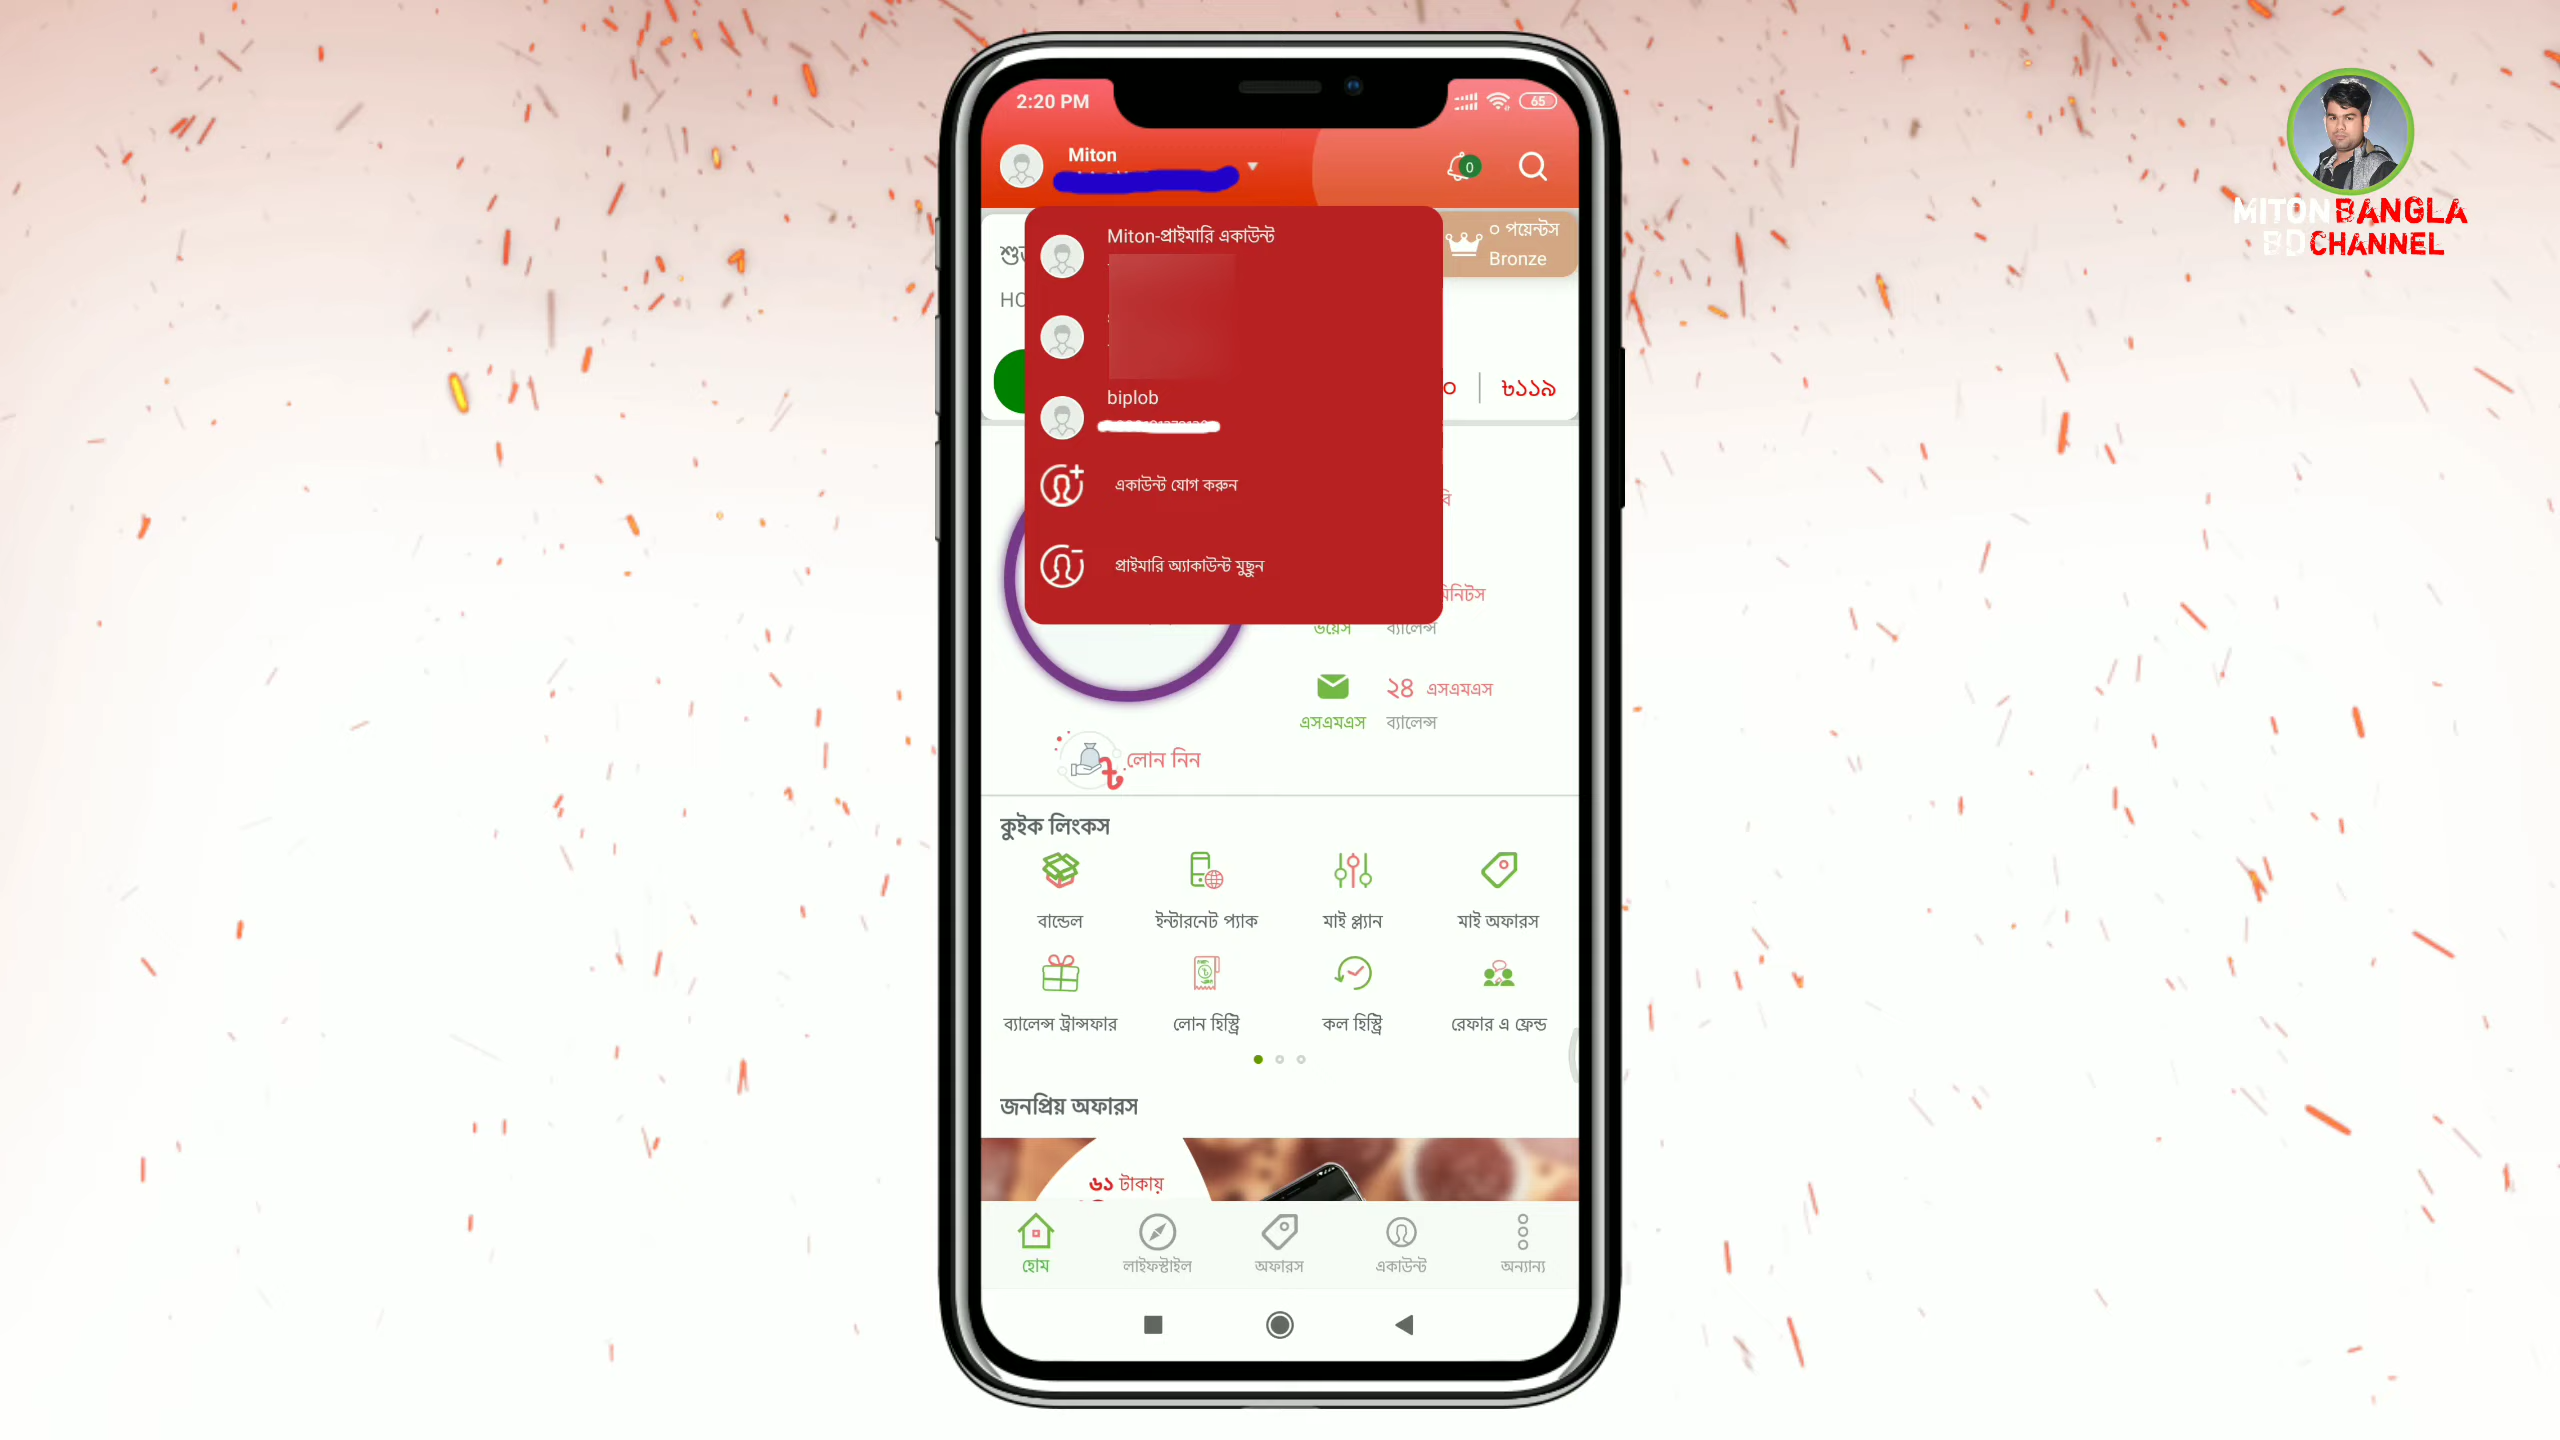 2:20 PM
65
Miton
0
Miton-প্রাইমারি একাউন্ট
biplob
একাউন্ট যোগ করুন
প্রাইমারি অ্যাকাউন্ট মুছুন
০ পয়েন্টস
Bronze
৳১১৯
ভয়েস ব্যালেন্স
২৪ এসএমএস
এসএমএস ব্যালেন্স
লোন নিন
কুইক লিংকস
বান্ডেল ইন্টারনেট প্যাক মাই প্ল্যান মাই অফারস
ব্যালেন্স ট্রান্সফার লোন হিস্ট্রি কল হিস্ট্রি রেফার এ ফ্রেন্ড
জনপ্রিয় অফারস
৬১ টাকায়
হোম লাইফস্টাইল অফারস একাউন্ট অন্যান্য
MITON BANGLA
BD CHANNEL